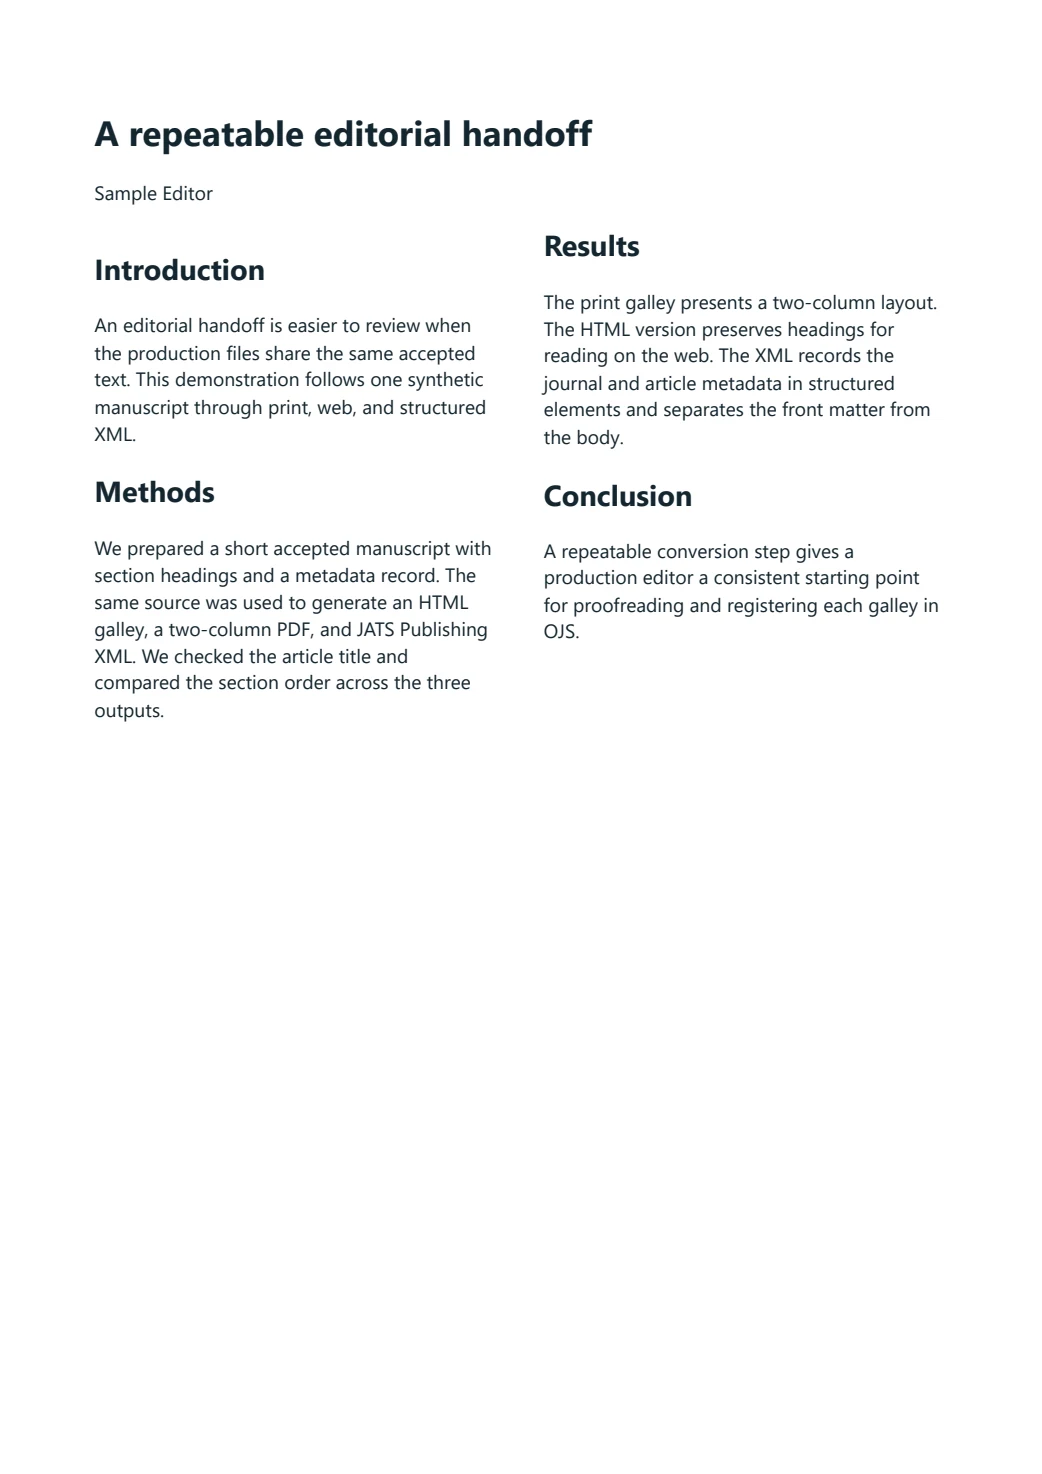 A repeatable editorial handoff
Sample Editor
Introduction
An editorial handoff is easier to review when
the production files share the same accepted
text. This demonstration follows one synthetic
manuscript through print, web, and structured
XML.
Methods
We prepared a short accepted manuscript with
section headings and a metadata record. The
same source was used to generate an HTML
galley, a two-column PDF, and JATS Publishing
XML. We checked the article title and
compared the section order across the three
outputs.
Results
The print galley presents a two-column layout.
The HTML version preserves headings for
reading on the web. The XML records the
journal and article metadata in structured
elements and separates the front matter from
the body.
Conclusion
A repeatable conversion step gives a
production editor a consistent starting point
for proofreading and registering each galley in
OJS.